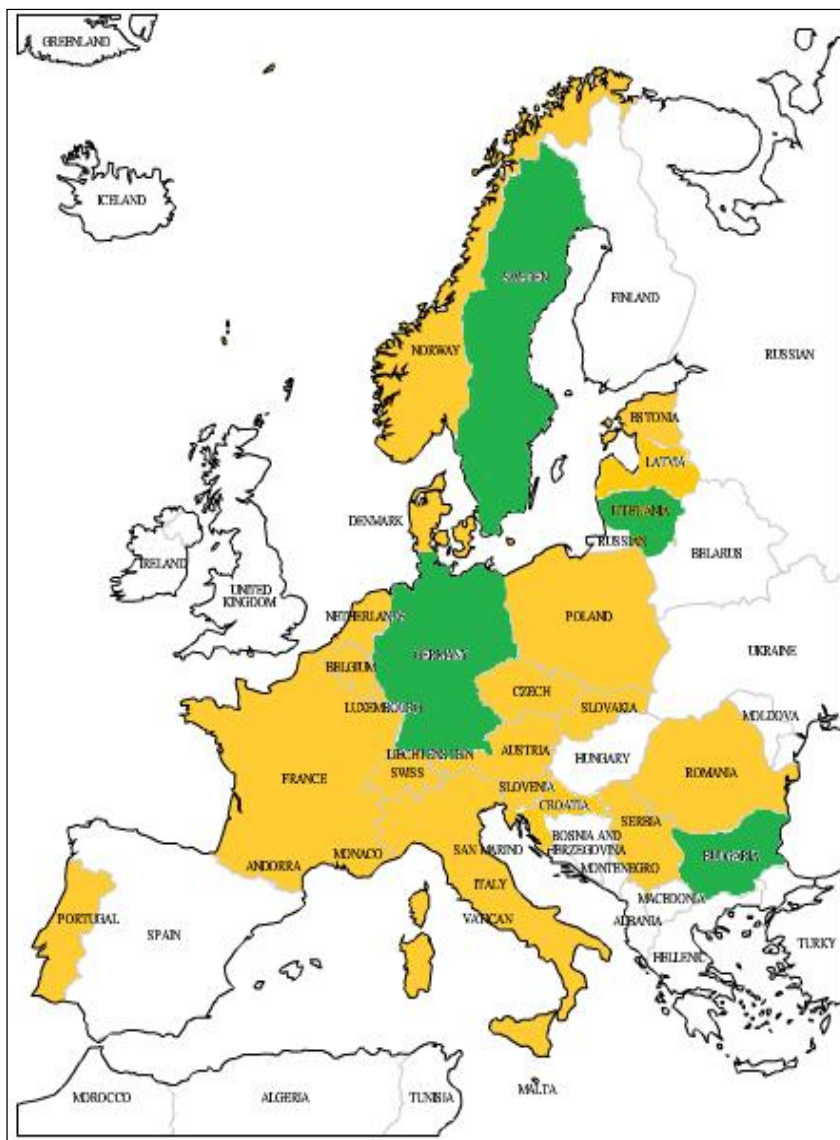 GREENLAND
ICELAND
SWEDEN
FINLAND
NORWAY
RUSSIAN
ESTONIA
LATVIA
DENMARK
LITHUANIA
RUSSIAN
BELARUS
IRELAND
UNITED
KINGDOM
NETHERLANDS
POLAND
GERMANY
UKRAINE
BELGIUM
CZECH
LUXEMBOURG
SLOVAKIA
MOLDOVA
AUSTRIA
LIECHTENSTEIN
HUNGARY
SWISS
FRANCE
ROMANIA
SLOVENIA
CROATIA
SERBIA
BOSNIA AND
HERZEGOVINA
SAN MARINO
MONACO
BULGARIA
ANDORRA
MONTENEGRO
ITALY
MACEDONIA
PORTUGAL
VATICAN
ALBANIA
TURKY
SPAIN
HELLENIC
MALTA
MOROCCO
ALGERIA
TUNISIA